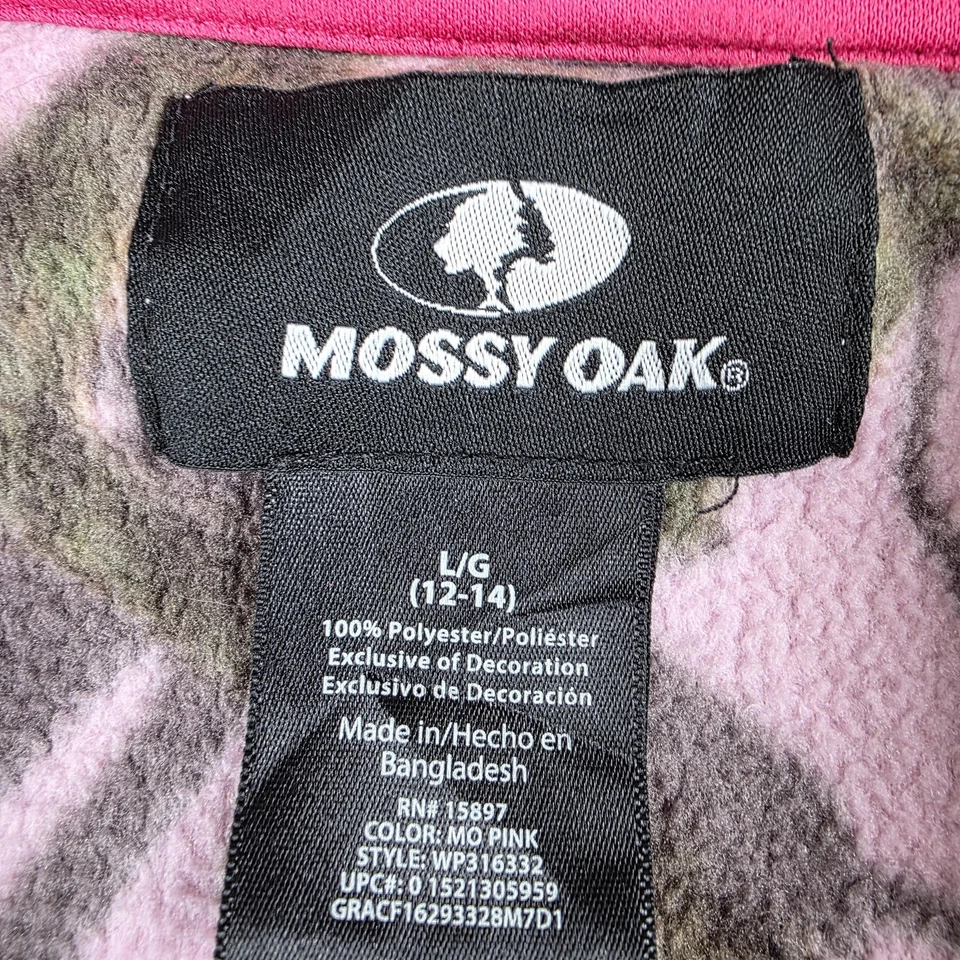 MOSSY OAK®
L/G
(12-14)
100% Polyester/Poliéster
Exclusive of Decoration
Exclusivo de Decoración
Made in/Hecho en
Bangladesh
RN# 15897
COLOR: MO PINK
STYLE: WP316332
UPC#: 0 1521305959
GRACF16293328M7D1